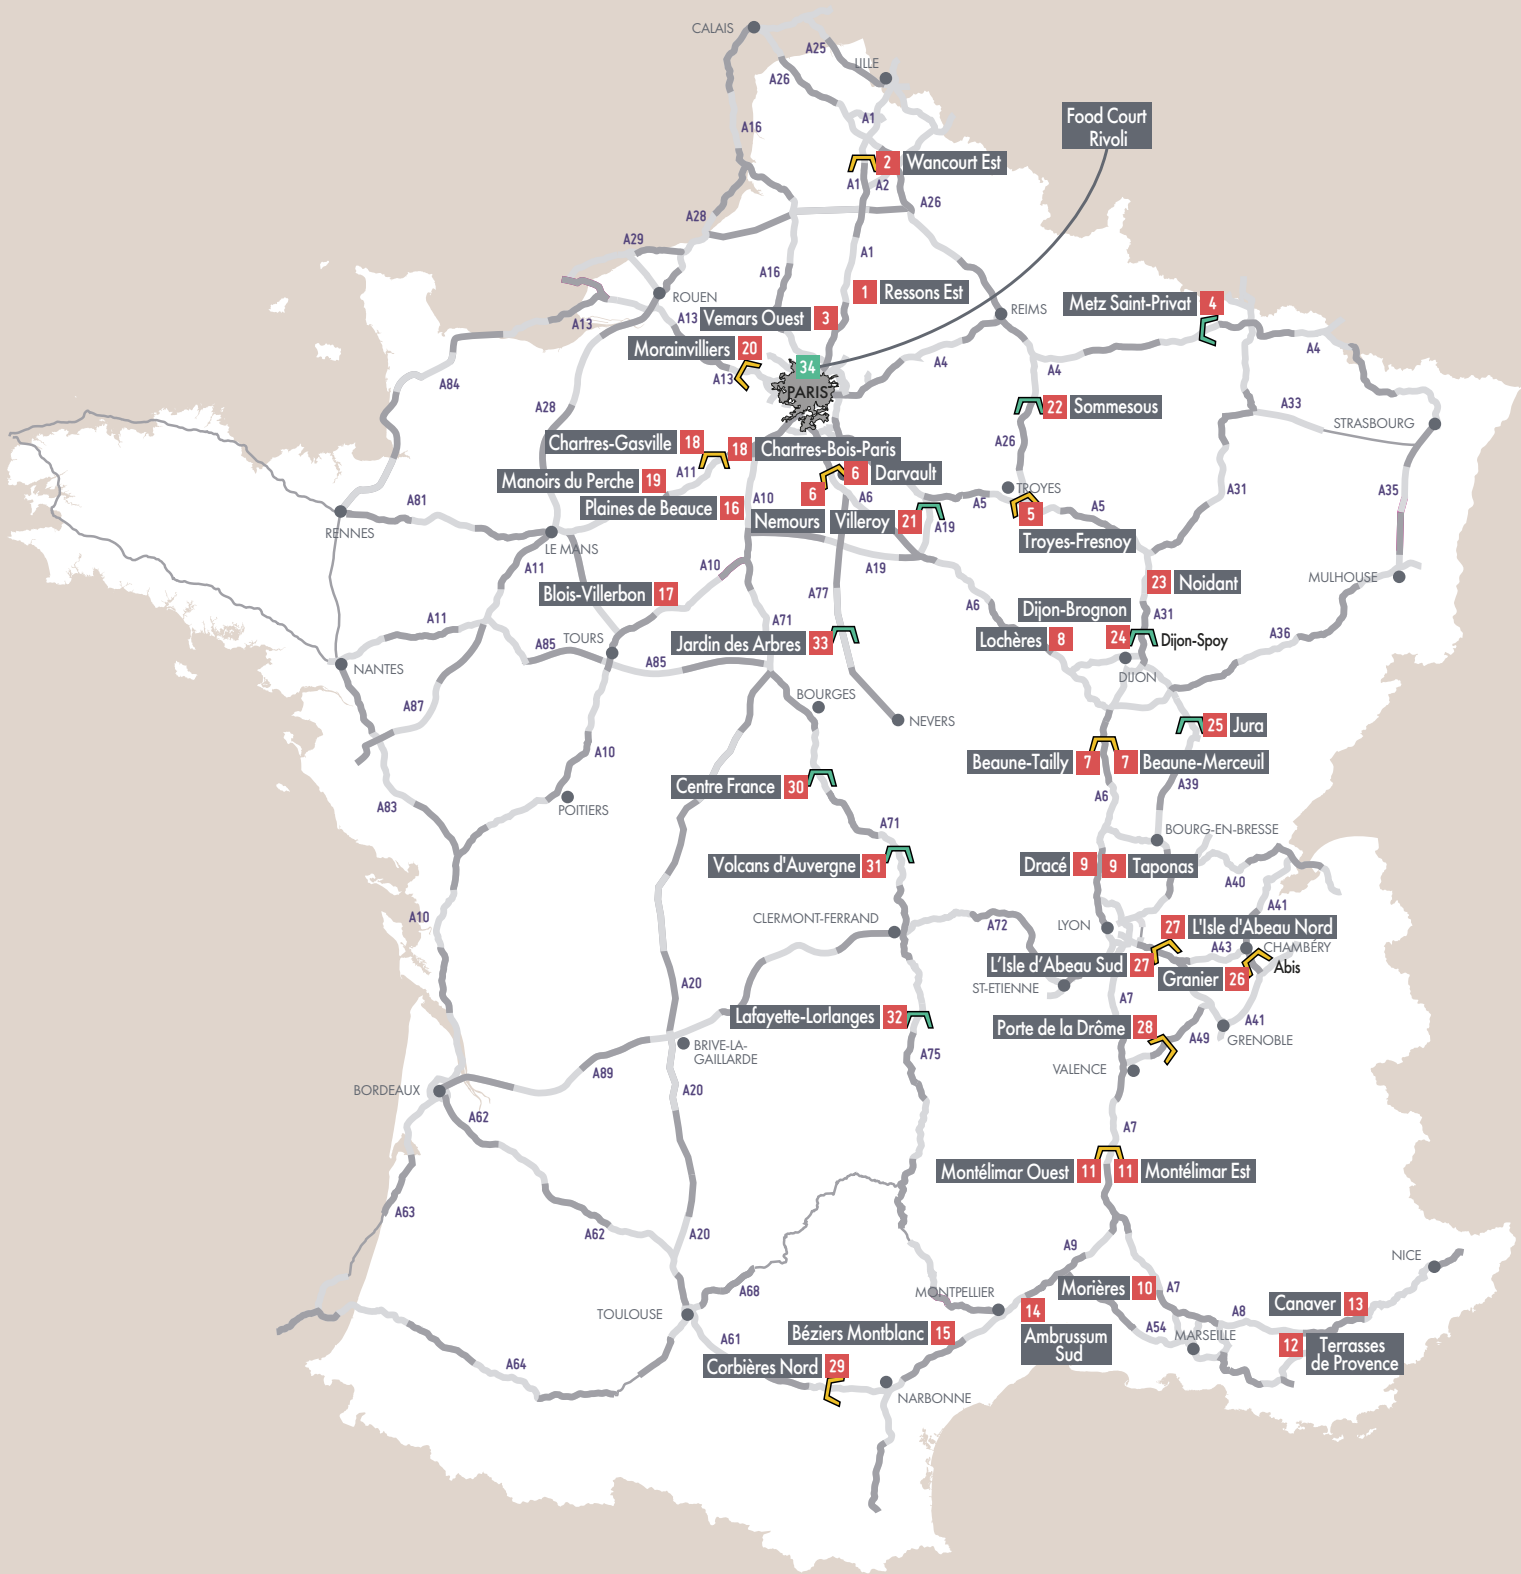 CALAIS
A25
LILLE
A26
A1
A16
Food Court
Rivoli
2 Wancourt Est
A1
A2
A26
A28
A29
A1
A16
1 Ressons Est
ROUEN
Metz Saint-Privat 4
A13
A13
Vemars Ouest 3
REIMS
Morainvilliers 20
A4
34
A4
A4
A13
PARIS
A84
A28
22 Sommesous
A33
STRASBOURG
Chartres-Gasville 18
18 Chartres-Bois-Paris
A26
A11
6 Darvault
Manoirs du Perche 19
TROYES
A31
A35
A81
A10
6
A6
A5
A5
Plaines de Beauce 16
Nemours
Villeroy 21
A19
5
RENNES
LE MANS
Troyes-Fresnoy
A11
A10
A19
23 Noidant
MULHOUSE
Blois-Villerbon 17
A77
A6
Dijon-Brognon
A31
A11
A71
TOURS
Jardin des Arbres 33
Lochères 8
24
Dijon-Spoy
A36
A85
A85
NANTES
DIJON
BOURGES
A87
NEVERS
25 Jura
A10
Beaune-Tailly 7
7 Beaune-Merceuil
Centre France 30
A39
A83
POITIERS
A6
A71
BOURG-EN-BRESSE
Volcans d'Auvergne 31
Dracé 9
9 Taponas
A40
A10
A41
CLERMONT-FERRAND
A72
LYON
27 L'Isle d'Abeau Nord
A43
CHAMBÉRY
L’Isle d’Abeau Sud 27
Abis
A20
ST-ETIENNE
Granier 26
A7
Lafayette-Lorlanges 32
Porte de la Drôme 28
A41
A49
GRENOBLE
BRIVE-LA-
GAILLARDE
A75
A89
VALENCE
BORDEAUX
A20
A62
A7
Montélimar Ouest 11
11 Montélimar Est
A63
A62
A20
A9
NICE
A68
MONTPELLIER
Morières 10
A7
Canaver 13
TOULOUSE
14
A8
A61
Béziers Montblanc 15
Ambrussum
Sud
A54
MARSEILLE
12 Terrasses
de Provence
A64
Corbières Nord 29
NARBONNE